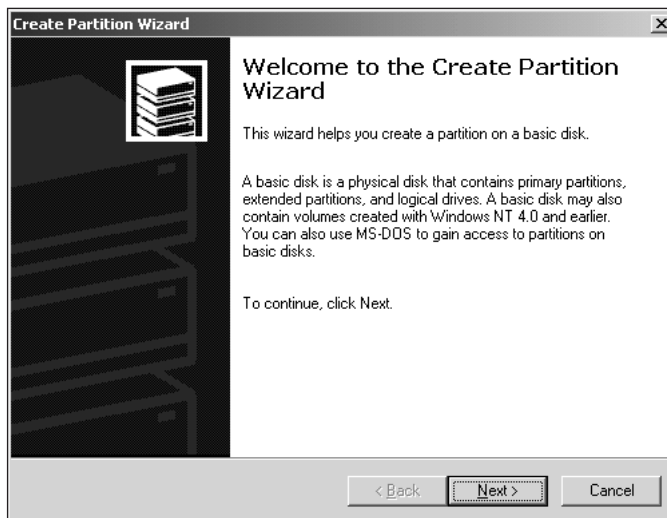 Create Partition Wizard
Welcome to the Create Partition
Wizard
This wizard helps you create a partition on a basic disk.
A basic disk is a physical disk that contains primary partitions,
extended partitions, and logical drives. A basic disk may also
contain volumes created with Windows NT 4.0 and earlier.
You can also use MS-DOS to gain access to partitions on
basic disks.
To continue, click Next.
< Back
Next >
Cancel